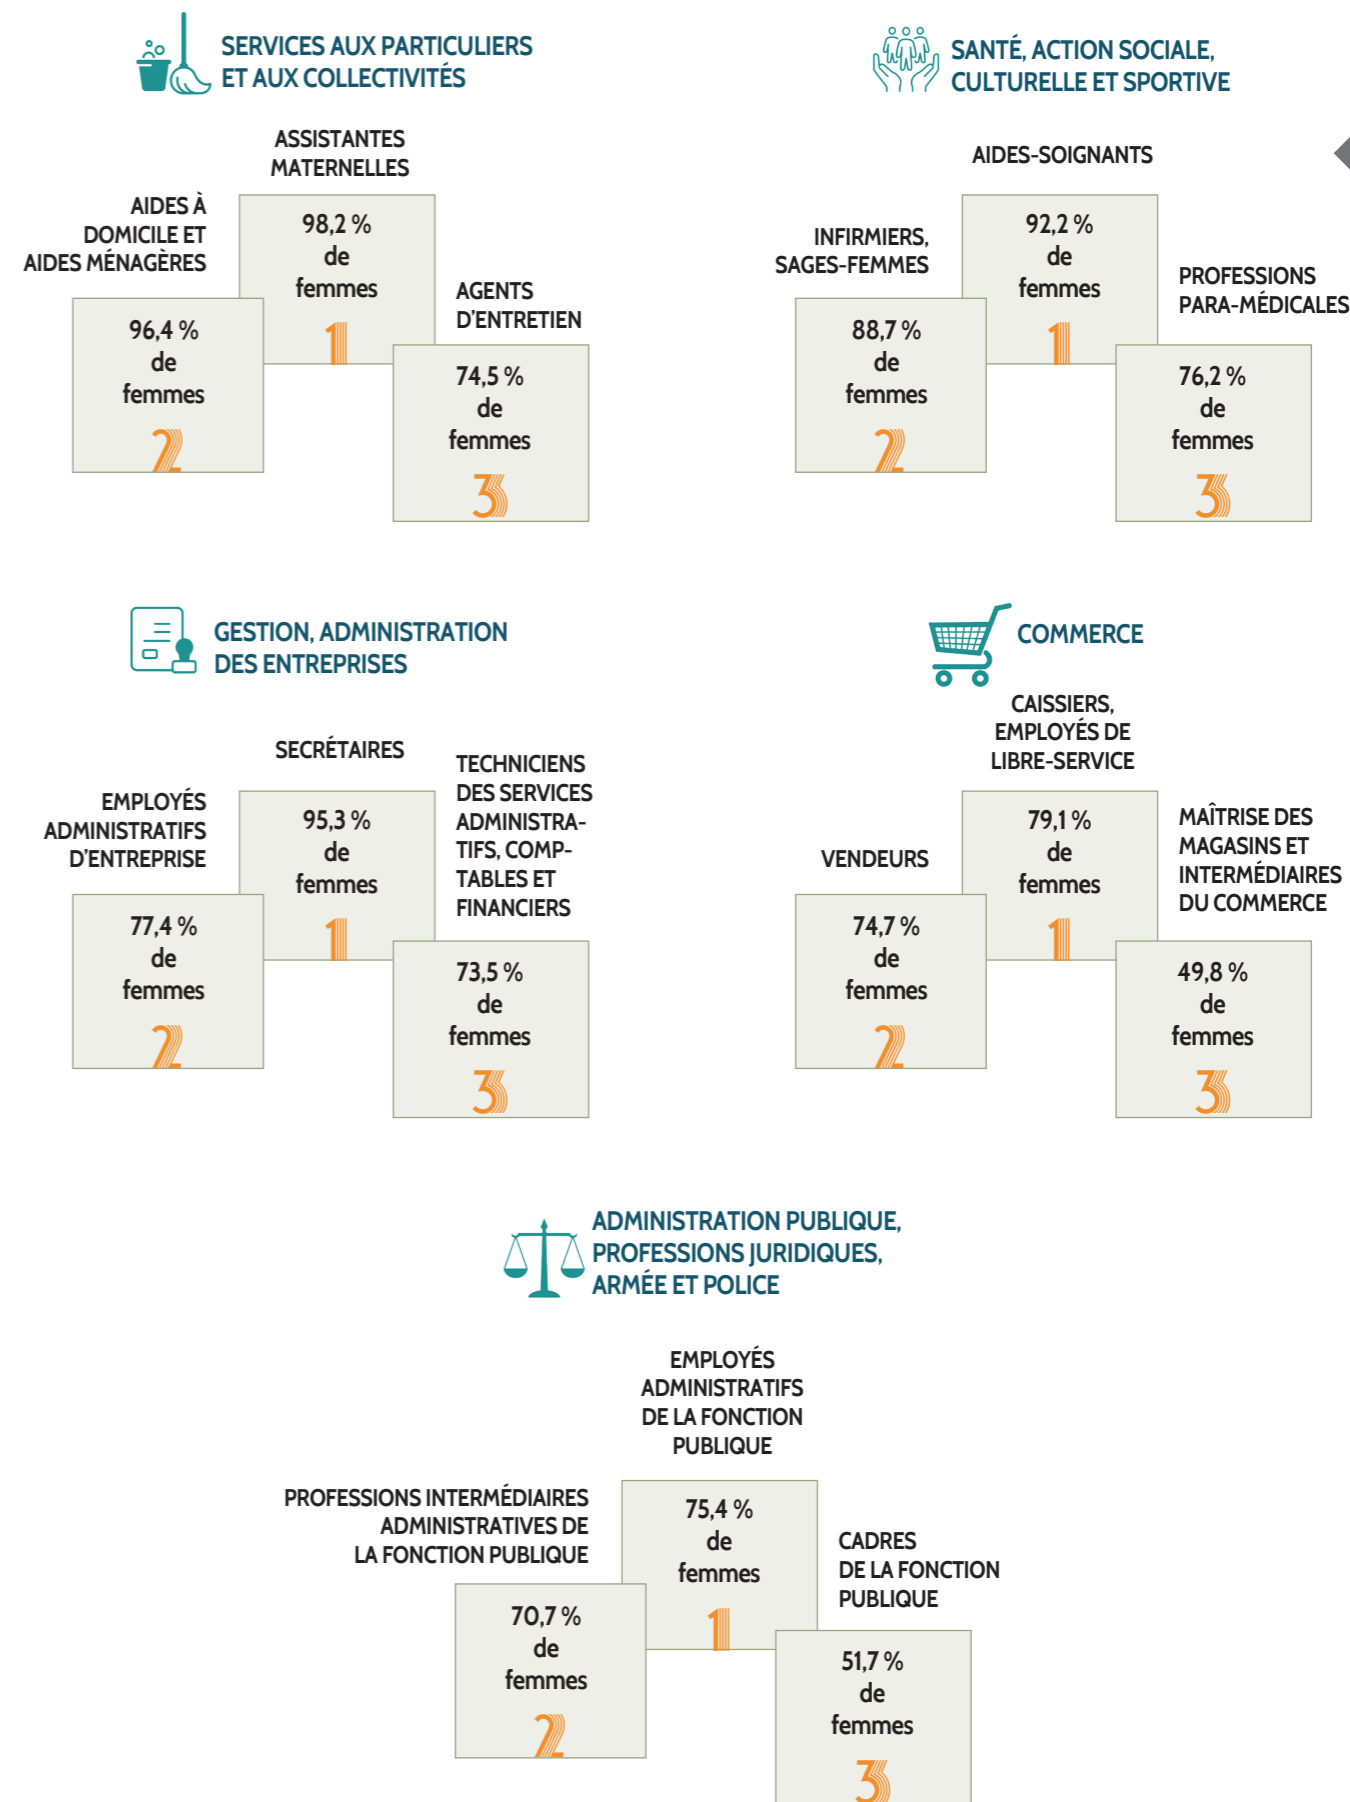 SERVICES AUX PARTICULIERS
ET AUX COLLECTIVITÉS
ASSISTANTES
MATERNELLES
98,2 %
de
femmes
1
AIDES À
DOMICILE ET
AIDES MÉNAGÈRES
96,4 %
de
femmes
2
AGENTS
D'ENTRETIEN
74,5 %
de
femmes
3
SANTÉ, ACTION SOCIALE,
CULTURELLE ET SPORTIVE
AIDES-SOIGNANTS
92,2 %
de
femmes
1
INFIRMIERS,
SAGES-FEMMES
88,7 %
de
femmes
2
PROFESSIONS
PARA-MÉDICALES
76,2 %
de
femmes
3
GESTION, ADMINISTRATION
DES ENTREPRISES
SECRÉTAIRES
95,3 %
de
femmes
1
EMPLOYÉS
ADMINISTRATIFS
D'ENTREPRISE
77,4 %
de
femmes
2
TECHNICIENS
DES SERVICES
ADMINISTRA-
TIFS, COMP-
TABLES ET
FINANCIERS
73,5 %
de
femmes
3
COMMERCE
CAISSIERS,
EMPLOYÉS DE
LIBRE-SERVICE
79,1 %
de
femmes
1
VENDEURS
74,7 %
de
femmes
2
MAÎTRISE DES
MAGASINS ET
INTERMÉDIAIRES
DU COMMERCE
49,8 %
de
femmes
3
ADMINISTRATION PUBLIQUE,
PROFESSIONS JURIDIQUES,
ARMÉE ET POLICE
EMPLOYÉS
ADMINISTRATIFS
DE LA FONCTION
PUBLIQUE
75,4 %
de
femmes
1
PROFESSIONS INTERMÉDIAIRES
ADMINISTRATIVES DE
LA FONCTION PUBLIQUE
70,7 %
de
femmes
2
CADRES
DE LA FONCTION
PUBLIQUE
51,7 %
de
femmes
3